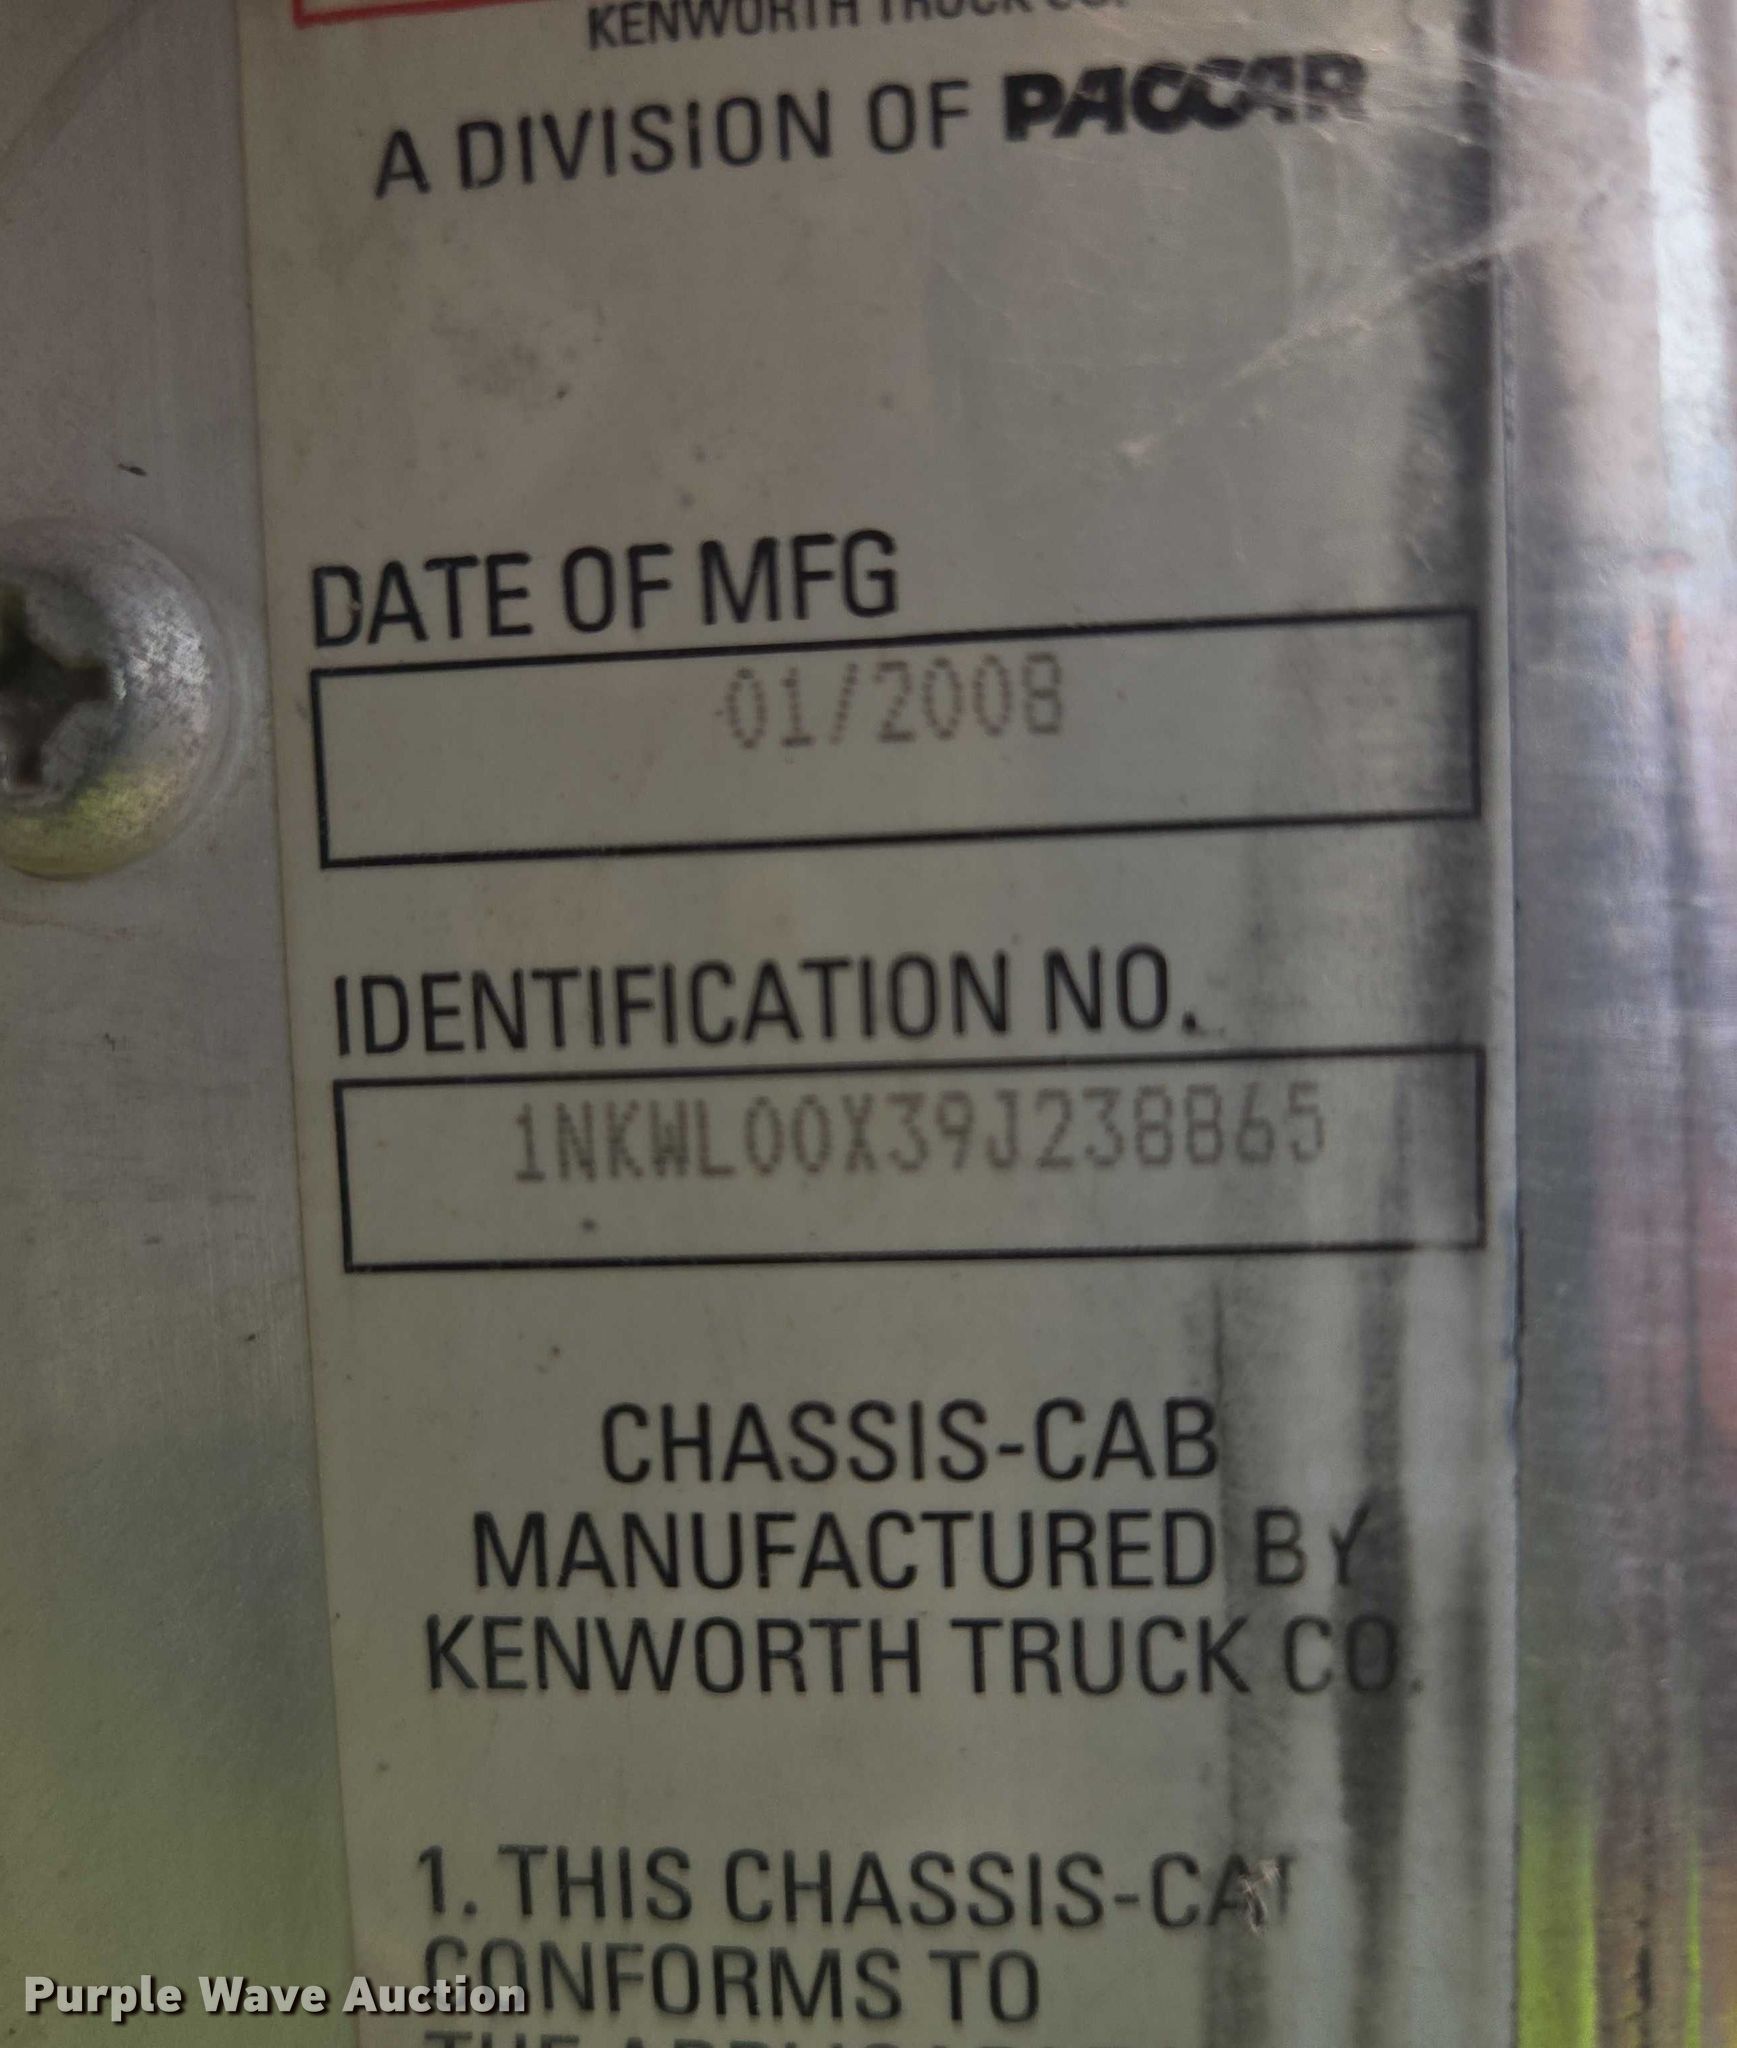 KENWORTH TRUCK CO.
A DIVISION OF PACCAR
DATE OF MFG
01/2008
IDENTIFICATION NO.
1NKWL00X39J238865
CHASSIS-CAB
MANUFACTURED BY
KENWORTH TRUCK CO.
1. THIS CHASSIS-CAB
CONFORMS TO
Purple Wave Auction